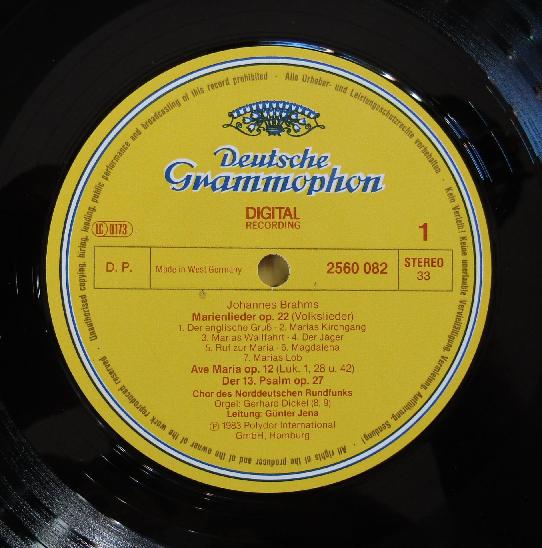 Unauthorised copying, hiring, lending, public performance and broadcasting of this record prohibited · Alle Urheber- und Leistungsschutzrechte vorbehalten · Kein Verleih! Keine unerlaubte Vervielfältigung, Vermietung, Aufführung, Sendung! · All rights of the producer and of the owner of the work reproduced reserved ·
Deutsche
Grammophon
DIGITAL
RECORDING
LC 0173
1
D. P.
Made in West Germany
2560 082
STEREO
33
Johannes Brahms
Marienlieder op. 22 (Volkslieder)
1. Der englische Gruß · 2. Marias Kirchgang
3. Marias Wallfahrt · 4. Der Jäger
5. Ruf zur Maria · 6. Magdalena
7. Marias Lob
Ave Maria op. 12 (Luk. 1, 28 u. 42)
Der 13. Psalm op. 27
Chor des Norddeutschen Rundfunks
Orgel: Gerhard Dickel (8, 9)
Leitung: Günter Jena
℗ 1983 Polydor International
GmbH, Hamburg